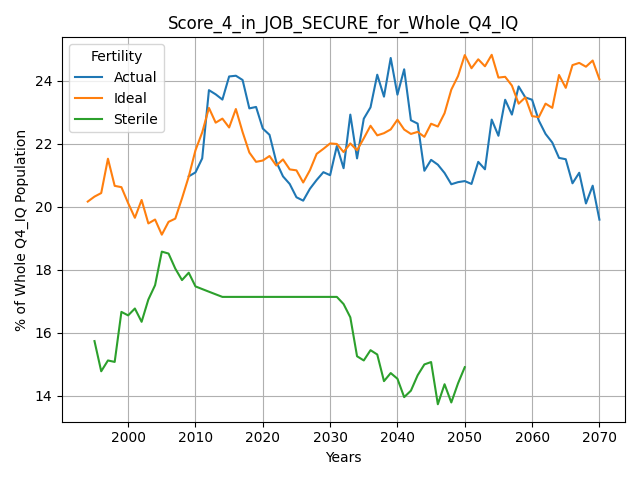 Score_4_in_JOB_SECURE_for_Whole_Q4_IQ
Fertility
Actual
Ideal
Sterile
% of Whole Q4_IQ Population
24
22
20
18
16
14
2000 2010 2020 2030 2040 2050 2060 2070
Years